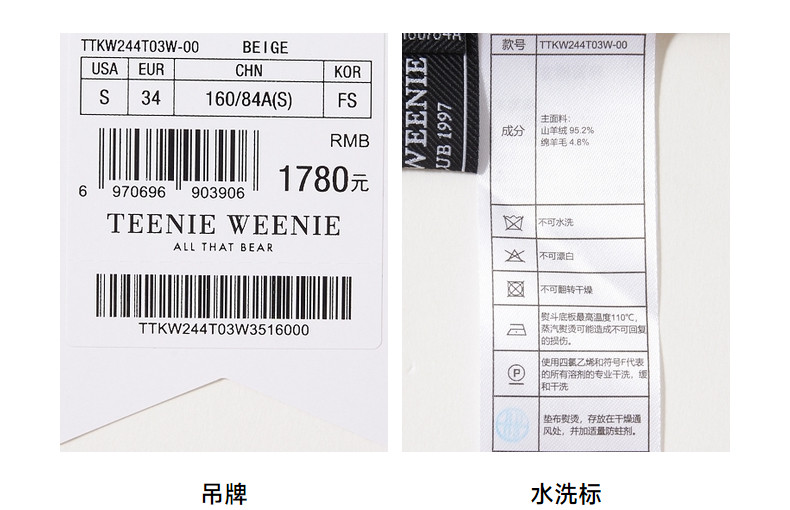 TTKW244T03W-00 BEIGE
USA EUR CHN KOR
S 34 160/84A(S) FS
RMB
1780元
6 970696 903906
TEENIE WEENIE
ALL THAT BEAR
TTKW244T03W3516000
吊牌
160/84A
WEENIE
UB 1997
款号 TTKW244T03W-00
成分
主面料:
山羊绒 95.2%
绵羊毛 4.8%
不可水洗
不可漂白
不可翻转干燥
熨斗底板最高温度110℃,
蒸汽熨烫可能造成不可回复
的损伤。
P
使用四氯乙烯和符号F代表
的所有溶剂的专业干洗,缓
和干洗
垫布熨烫,存放在干燥通
风处,并加适量防蛀剂。
水洗标